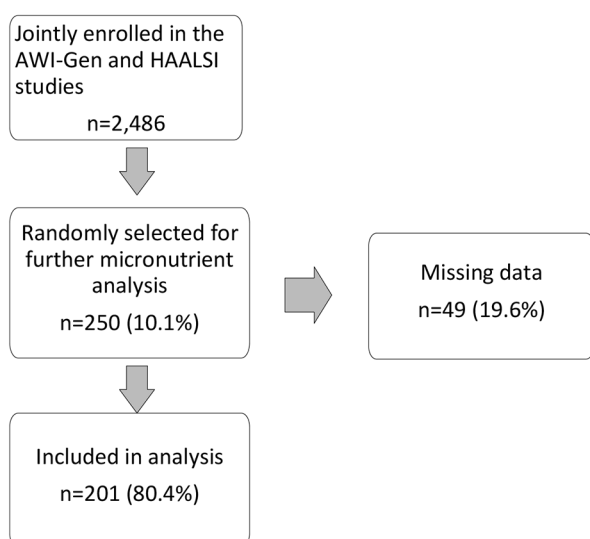 Jointly enrolled in the
AWI-Gen and HAALSI
studies
n=2,486
Randomly selected for
further micronutrient
analysis
n=250 (10.1%)
Missing data
n=49 (19.6%)
Included in analysis
n=201 (80.4%)